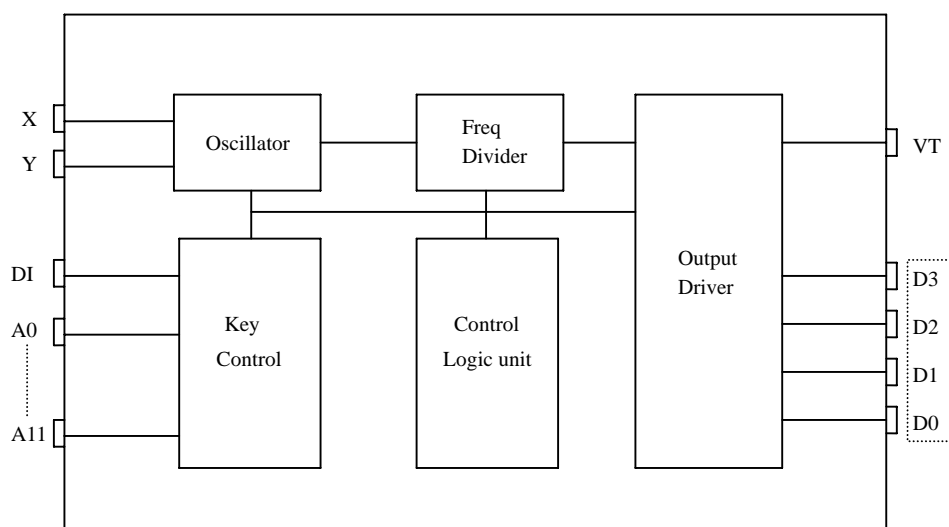 X
Y
DI
A0
A11
Oscillator
Freq
Divider
Key
Control
Control
Logic unit
Output
Driver
VT
D3
D2
D1
D0